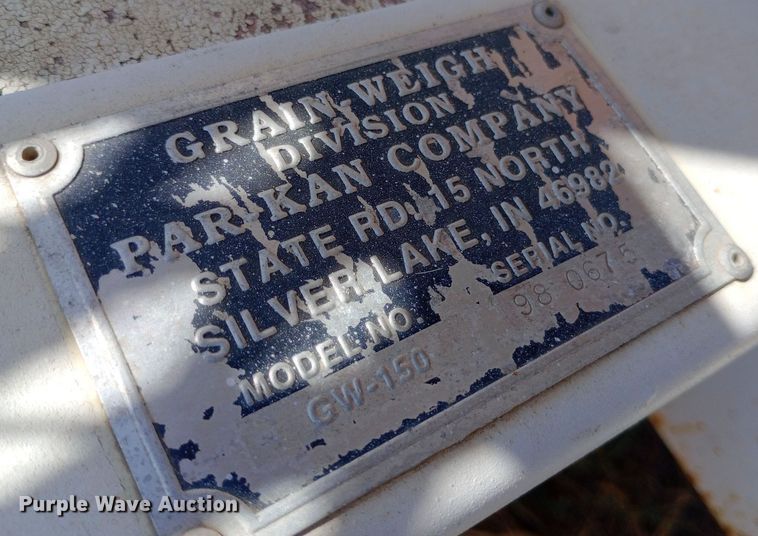 GRAIN WEIGH
DIVISION
PAR-KAN COMPANY
STATE RD. 15 NORTH
SILVER LAKE, IN 46982
MODEL NO. SERIAL NO.
GW-150 98 0675
Purple Wave Auction